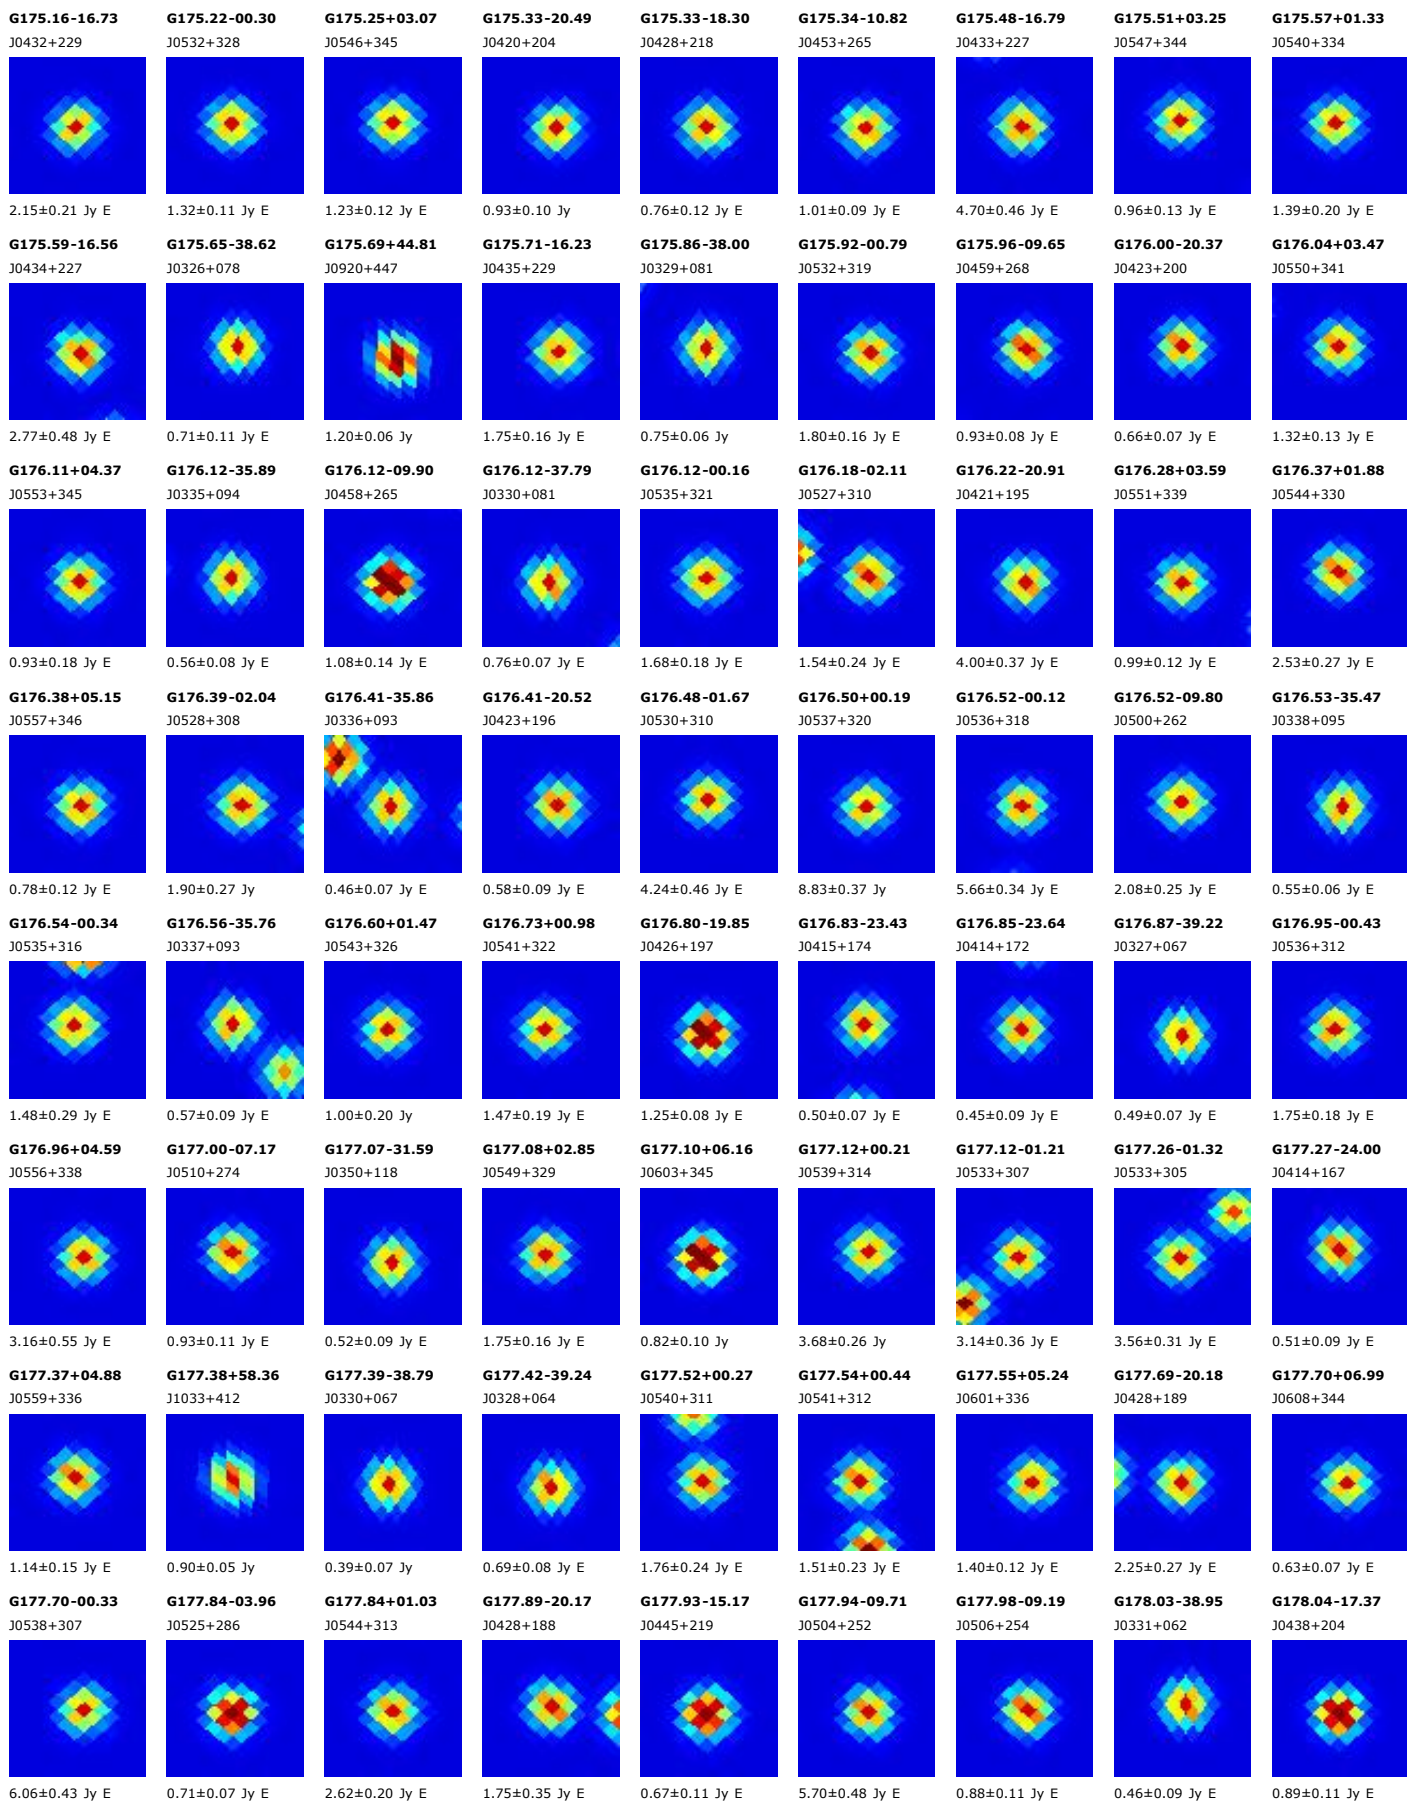 G175.16-16.73 G175.22-00.30 G175.25+03.07 G175.33-20.49 G175.33-18.30 G175.34-10.82 G175.48-16.79 G175.51+03.25 G175.57+01.33
J0432+229 J0532+328 J0546+345 J0420+204 J0428+218 J0453+265 J0433+227 J0547+344 J0540+334
2.15±0.21 Jy E 1.32±0.11 Jy E 1.23±0.12 Jy E 0.93±0.10 Jy 0.76±0.12 Jy E 1.01±0.09 Jy E 4.70±0.46 Jy E 0.96±0.13 Jy E 1.39±0.20 Jy E
G175.59-16.56 G175.65-38.62 G175.69+44.81 G175.71-16.23 G175.86-38.00 G175.92-00.79 G175.96-09.65 G176.00-20.37 G176.04+03.47
J0434+227 J0326+078 J0920+447 J0435+229 J0329+081 J0532+319 J0459+268 J0423+200 J0550+341
2.77±0.48 Jy E 0.71±0.11 Jy E 1.20±0.06 Jy 1.75±0.16 Jy E 0.75±0.06 Jy 1.80±0.16 Jy E 0.93±0.08 Jy E 0.66±0.07 Jy E 1.32±0.13 Jy E
G176.11+04.37 G176.12-35.89 G176.12-09.90 G176.12-37.79 G176.12-00.16 G176.18-02.11 G176.22-20.91 G176.28+03.59 G176.37+01.88
J0553+345 J0335+094 J0458+265 J0330+081 J0535+321 J0527+310 J0421+195 J0551+339 J0544+330
0.93±0.18 Jy E 0.56±0.08 Jy E 1.08±0.14 Jy E 0.76±0.07 Jy E 1.68±0.18 Jy E 1.54±0.24 Jy E 4.00±0.37 Jy E 0.99±0.12 Jy E 2.53±0.27 Jy E
G176.38+05.15 G176.39-02.04 G176.41-35.86 G176.41-20.52 G176.48-01.67 G176.50+00.19 G176.52-00.12 G176.52-09.80 G176.53-35.47
J0557+346 J0528+308 J0336+093 J0423+196 J0530+310 J0537+320 J0536+318 J0500+262 J0338+095
0.78±0.12 Jy E 1.90±0.27 Jy 0.46±0.07 Jy E 0.58±0.09 Jy E 4.24±0.46 Jy E 8.83±0.37 Jy 5.66±0.34 Jy E 2.08±0.25 Jy E 0.55±0.06 Jy E
G176.54-00.34 G176.56-35.76 G176.60+01.47 G176.73+00.98 G176.80-19.85 G176.83-23.43 G176.85-23.64 G176.87-39.22 G176.95-00.43
J0535+316 J0337+093 J0543+326 J0541+322 J0426+197 J0415+174 J0414+172 J0327+067 J0536+312
1.48±0.29 Jy E 0.57±0.09 Jy E 1.00±0.20 Jy 1.47±0.19 Jy E 1.25±0.08 Jy E 0.50±0.07 Jy E 0.45±0.09 Jy E 0.49±0.07 Jy E 1.75±0.18 Jy E
G176.96+04.59 G177.00-07.17 G177.07-31.59 G177.08+02.85 G177.10+06.16 G177.12+00.21 G177.12-01.21 G177.26-01.32 G177.27-24.00
J0556+338 J0510+274 J0350+118 J0549+329 J0603+345 J0539+314 J0533+307 J0533+305 J0414+167
3.16±0.55 Jy E 0.93±0.11 Jy E 0.52±0.09 Jy E 1.75±0.16 Jy E 0.82±0.10 Jy 3.68±0.26 Jy 3.14±0.36 Jy E 3.56±0.31 Jy E 0.51±0.09 Jy E
G177.37+04.88 G177.38+58.36 G177.39-38.79 G177.42-39.24 G177.52+00.27 G177.54+00.44 G177.55+05.24 G177.69-20.18 G177.70+06.99
J0559+336 J1033+412 J0330+067 J0328+064 J0540+311 J0541+312 J0601+336 J0428+189 J0608+344
1.14±0.15 Jy E 0.90±0.05 Jy 0.39±0.07 Jy 0.69±0.08 Jy E 1.76±0.24 Jy E 1.51±0.23 Jy E 1.40±0.12 Jy E 2.25±0.27 Jy E 0.63±0.07 Jy E
G177.70-00.33 G177.84-03.96 G177.84+01.03 G177.89-20.17 G177.93-15.17 G177.94-09.71 G177.98-09.19 G178.03-38.95 G178.04-17.37
J0538+307 J0525+286 J0544+313 J0428+188 J0445+219 J0504+252 J0506+254 J0331+062 J0438+204
6.06±0.43 Jy E 0.71±0.07 Jy E 2.62±0.20 Jy E 1.75±0.35 Jy E 0.67±0.11 Jy E 5.70±0.48 Jy E 0.88±0.11 Jy E 0.46±0.09 Jy E 0.89±0.11 Jy E